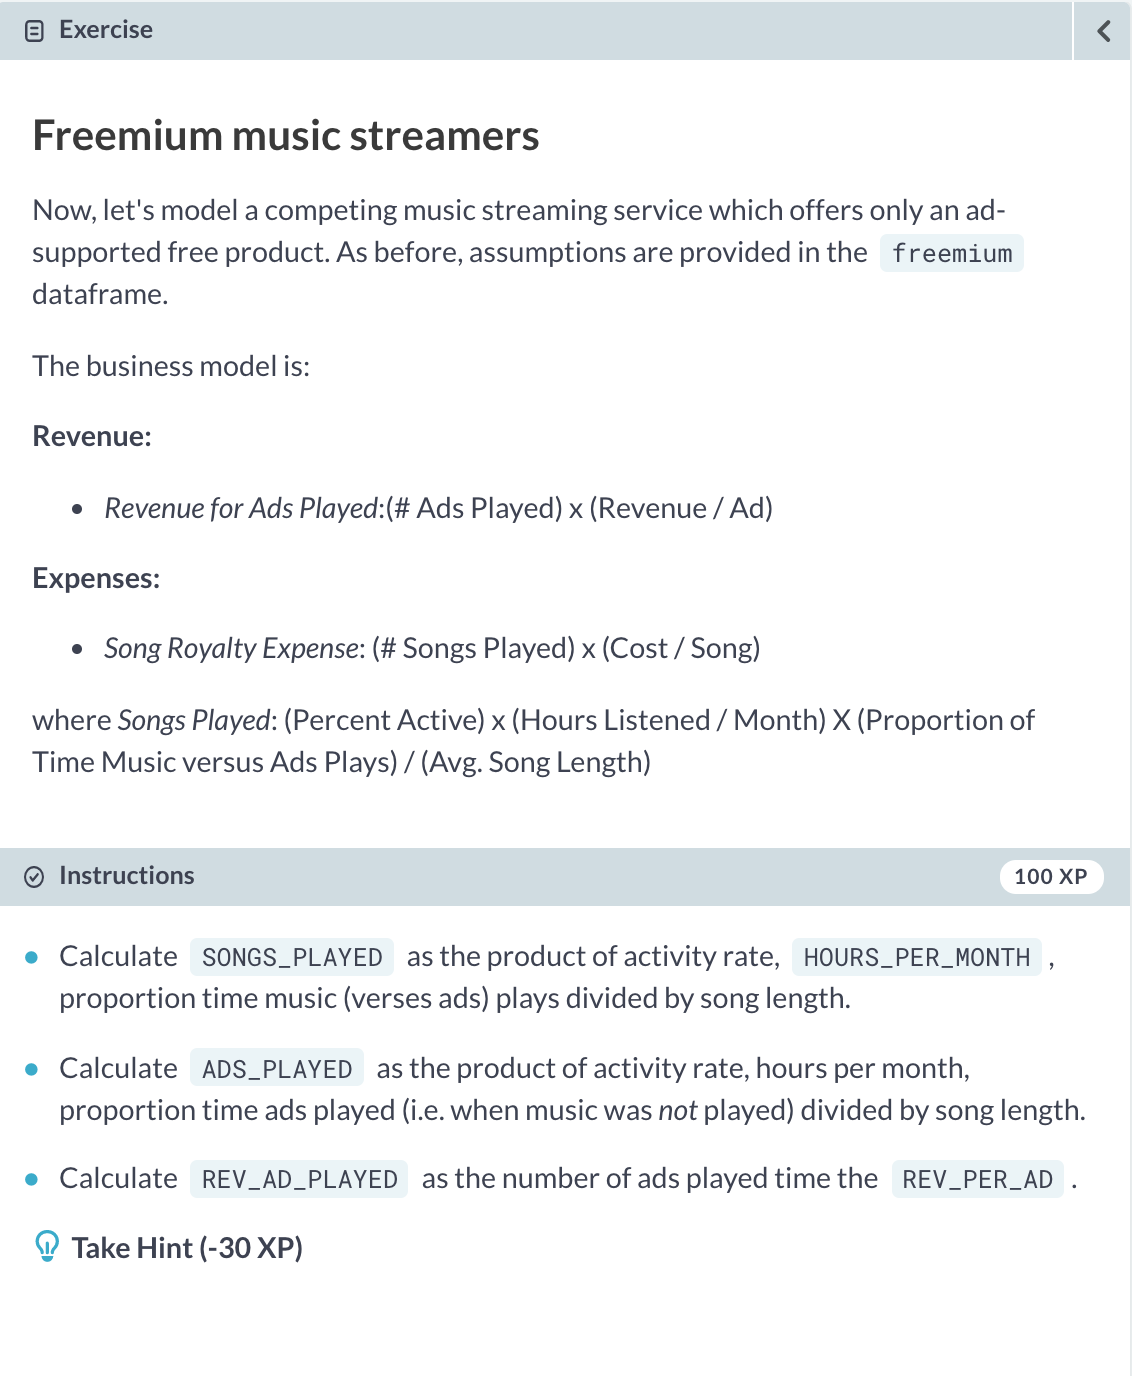 Exercise
Freemium music streamers
Now, let's model a competing music streaming service which offers only an ad-
supported free product. As before, assumptions are provided in the freemium
dataframe.
The business model is:
Revenue:
• Revenue for Ads Played:(# Ads Played) x (Revenue / Ad)
Expenses:
• Song Royalty Expense: (# Songs Played) x (Cost / Song)
where Songs Played: (Percent Active) x (Hours Listened / Month) X (Proportion of
Time Music versus Ads Plays) / (Avg. Song Length)
Instructions 100 XP
• Calculate SONGS_PLAYED as the product of activity rate, HOURS_PER_MONTH ,
proportion time music (verses ads) plays divided by song length.
• Calculate ADS_PLAYED as the product of activity rate, hours per month,
proportion time ads played (i.e. when music was not played) divided by song length.
• Calculate REV_AD_PLAYED as the number of ads played time the REV_PER_AD .
Take Hint (-30 XP)